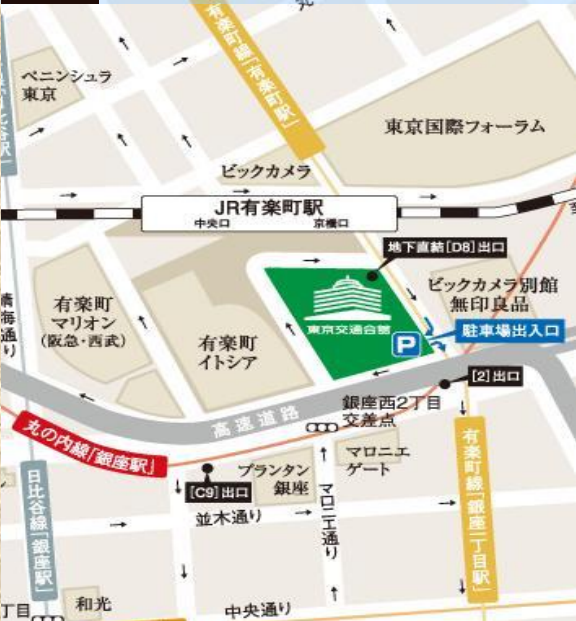 有楽町線「有楽町駅」
ペニンシュラ
東京
東京国際フォーラム
ビックカメラ
JR有楽町駅
中央口
京橋口
地下直結[D8]出口
ビックカメラ別館
無印良品
有楽町
マリオン
(阪急・西武)
有楽町
イトシア
東京交通会館
P
駐車場出入口
[2]出口
高速道路
銀座西2丁目
交差点
丸の内線「銀座駅」
プランタン
銀座
マロニエ
ゲート
[C9]出口
並木通り
マロニエ通り
有楽町線「銀座一丁目駅」
日比谷線「銀座駅」
和光
中央通り
丁目